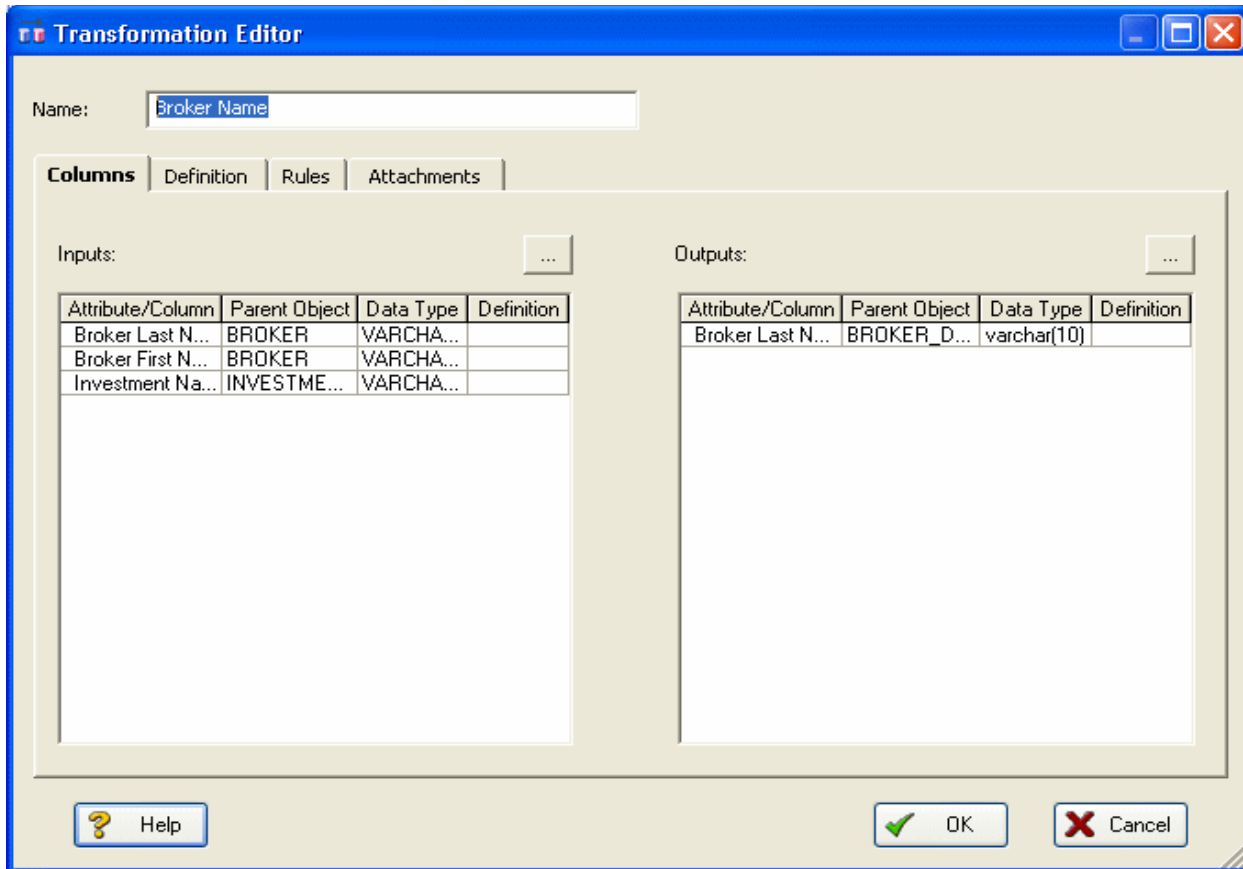 Transformation Editor
Name: Broker Name
Columns Definition Rules Attachments
Inputs: ... Outputs: ...
Attribute/Column Parent Object Data Type Definition Attribute/Column Parent Object Data Type Definition
Broker Last N... BROKER VARCHA... Broker Last N... BROKER_D... varchar(10)
Broker First N... BROKER VARCHA...
Investment Na... INVESTME... VARCHA...
Help OK Cancel